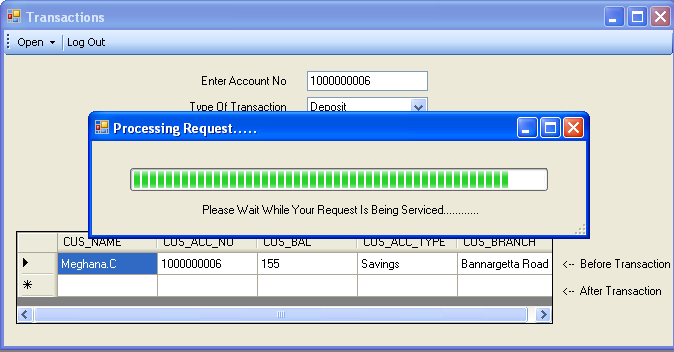 Transactions
Open Log Out
Enter Account No 1000000006
Type Of Transaction Deposit
Processing Request.....
Please Wait While Your Request Is Being Serviced............
CUS_NAME CUS_ACC_NO CUS_BAL CUS_ACC_TYPE CUS_BRANCH
Meghana.C 1000000006 155 Savings Bannargetta Road <-- Before Transaction
<-- After Transaction